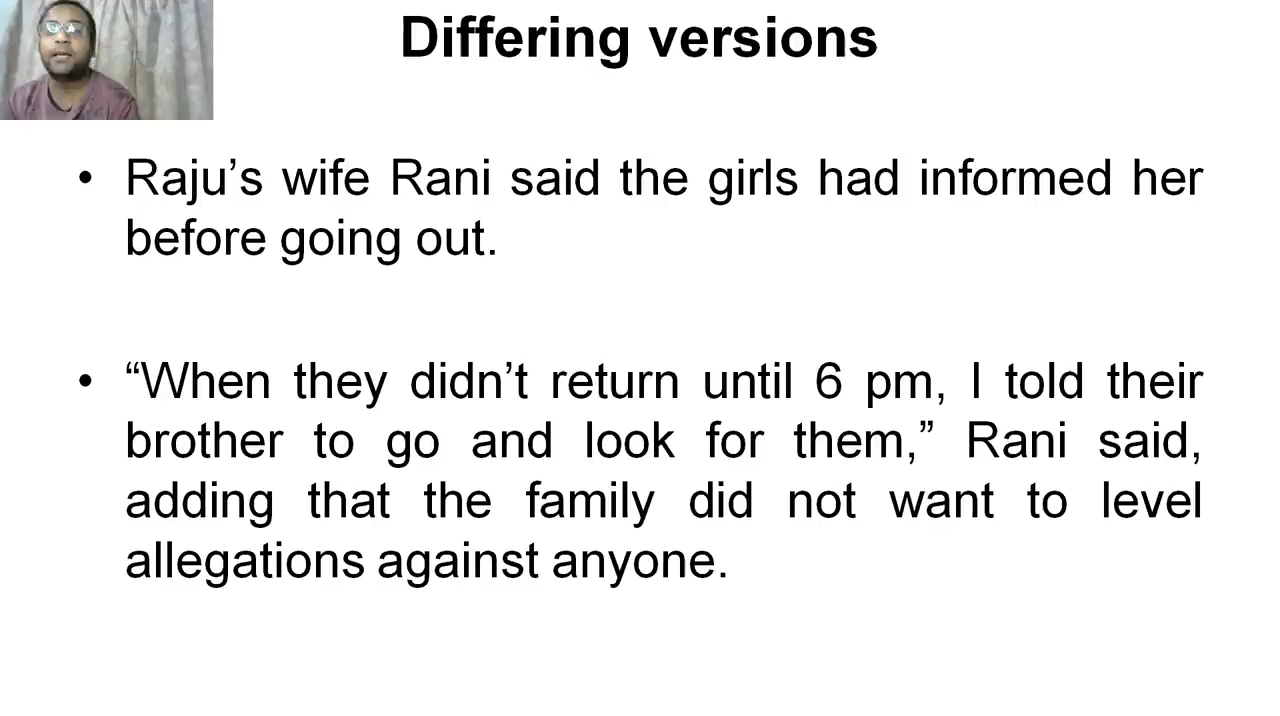 Differing versions
• Raju’s wife Rani said the girls had informed her
before going out.
• “When they didn’t return until 6 pm, I told their
brother to go and look for them,” Rani said,
adding that the family did not want to level
allegations against anyone.